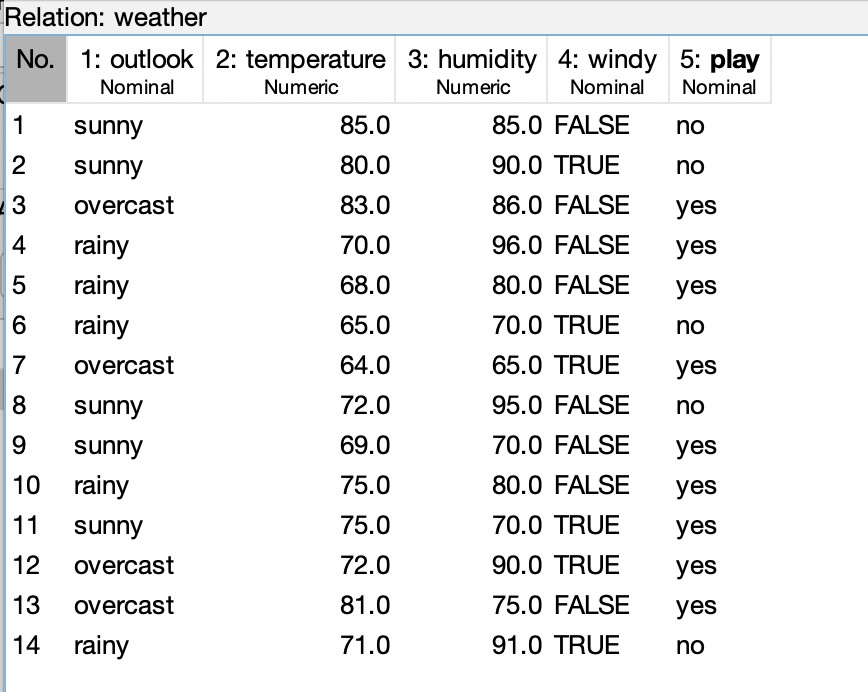 Relation: weather
No. 1: outlook 2: temperature 3: humidity 4: windy 5: play
Nominal Numeric Numeric Nominal Nominal
1 sunny 85.0 85.0 FALSE no
2 sunny 80.0 90.0 TRUE no
3 overcast 83.0 86.0 FALSE yes
4 rainy 70.0 96.0 FALSE yes
5 rainy 68.0 80.0 FALSE yes
6 rainy 65.0 70.0 TRUE no
7 overcast 64.0 65.0 TRUE yes
8 sunny 72.0 95.0 FALSE no
9 sunny 69.0 70.0 FALSE yes
10 rainy 75.0 80.0 FALSE yes
11 sunny 75.0 70.0 TRUE yes
12 overcast 72.0 90.0 TRUE yes
13 overcast 81.0 75.0 FALSE yes
14 rainy 71.0 91.0 TRUE no